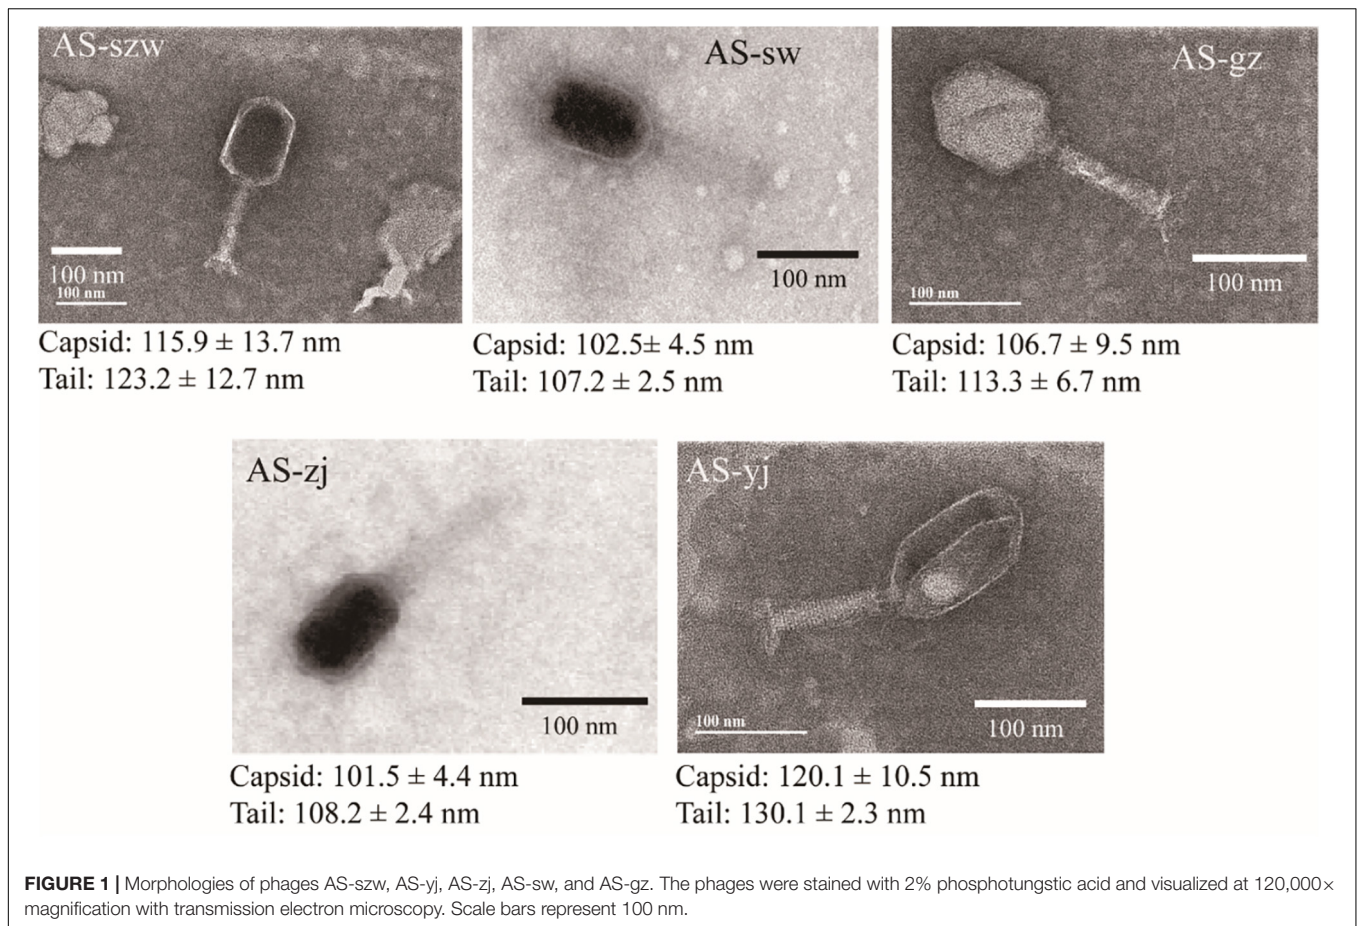 AS-szw
100 nm
100 nm
Capsid: 115.9 ± 13.7 nm
Tail: 123.2 ± 12.7 nm
AS-sw
100 nm
Capsid: 102.5± 4.5 nm
Tail: 107.2 ± 2.5 nm
AS-gz
100 nm
100 nm
Capsid: 106.7 ± 9.5 nm
Tail: 113.3 ± 6.7 nm
AS-zj
100 nm
Capsid: 101.5 ± 4.4 nm
Tail: 108.2 ± 2.4 nm
AS-yj
100 nm
100 nm
Capsid: 120.1 ± 10.5 nm
Tail: 130.1 ± 2.3 nm
FIGURE 1 | Morphologies of phages AS-szw, AS-yj, AS-zj, AS-sw, and AS-gz. The phages were stained with 2% phosphotungstic acid and visualized at 120,000×
magnification with transmission electron microscopy. Scale bars represent 100 nm.